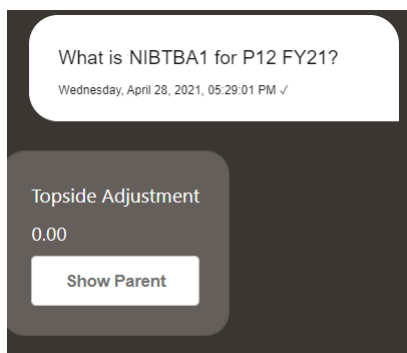 What is NIBTBA1 for P12 FY21?
Wednesday, April 28, 2021, 05:29:01 PM ✓
Topside Adjustment
0.00
Show Parent